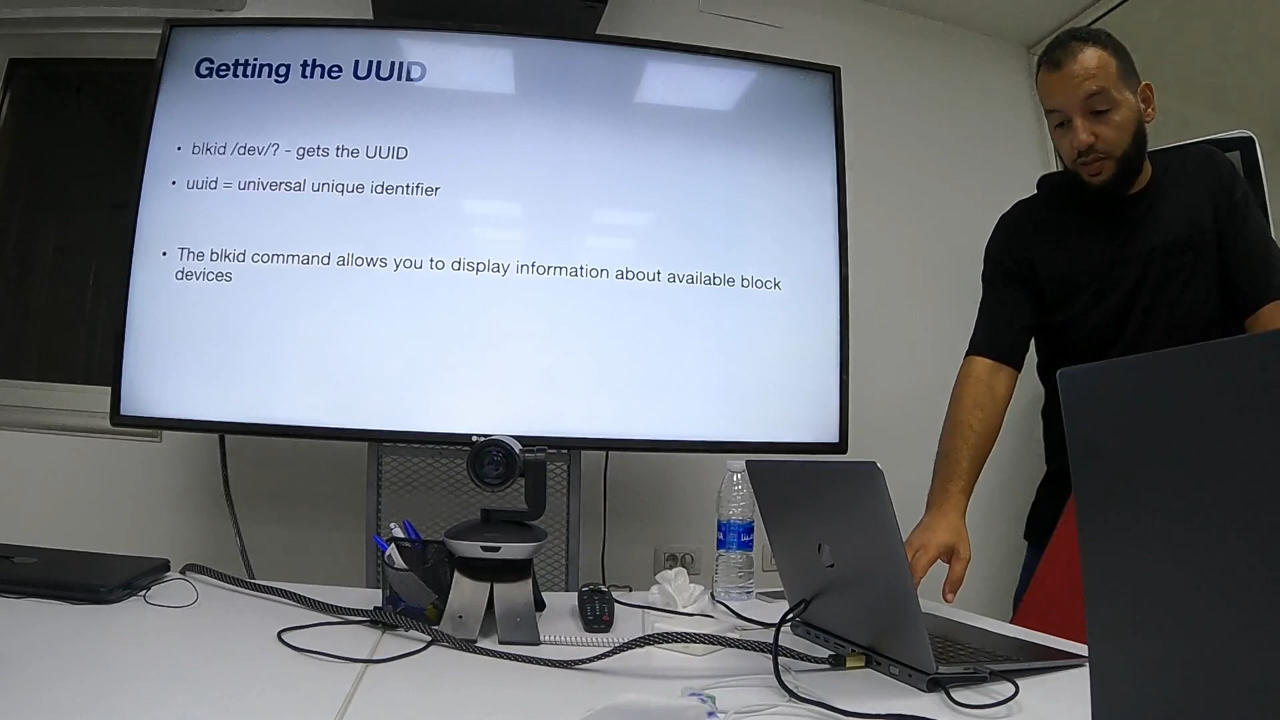 Getting the UUID
• blkid /dev/? - gets the UUID
• uuid = universal unique identifier
• The blkid command allows you to display information about available block
devices